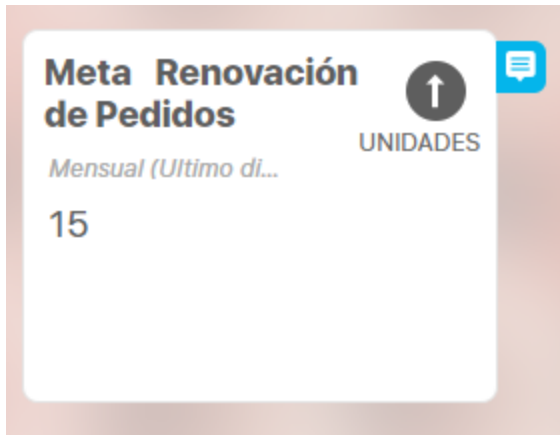 Meta Renovación
de Pedidos
UNIDADES
Mensual (Ultimo di...
15